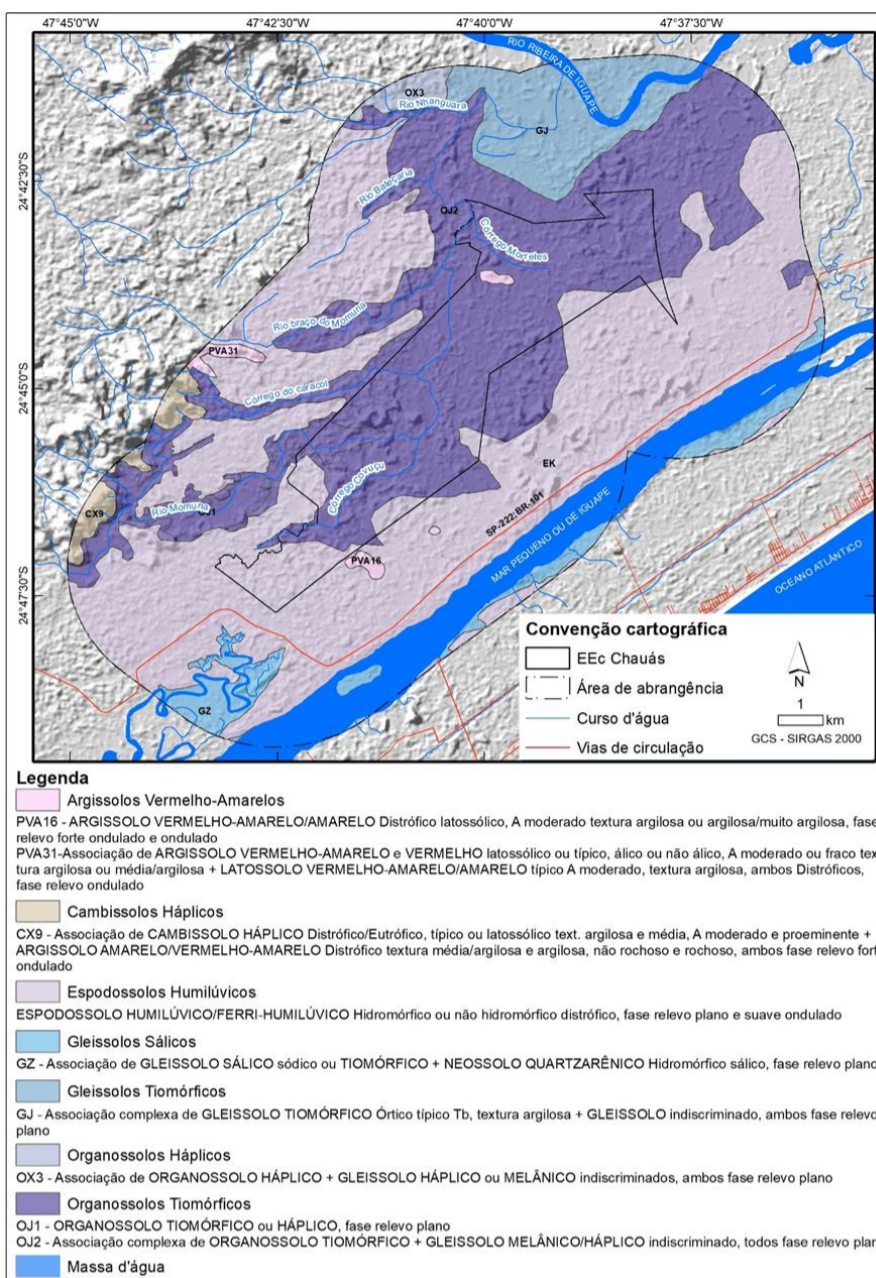 47°45'0"O
47°42'30"O
47°40'0"O
47°37'30"O
RIO RIBEIRA DE IGUAPE
OX3
Rio Nhanguara
GJ
24°42'30"S
Rio Bateçaria
OJ2
Córrego Morretes
Rio braço do Momuna
PVA31
24°45'0"S
Córrego do caracol
EK
Córrego Covuçu
CX9
Rio Momuna
OJ1
SP-222;BR-101
PVA16
MAR PEQUENO OU DE IGUAPE
24°47'30"S
OCEANO ATLÂNTICO
GZ
Convenção cartográfica
EEc Chauás
Área de abrangência
Curso d'água
Vias de circulação
N
1
km
GCS - SIRGAS 2000
Legenda
Argissolos Vermelho-Amarelos
PVA16 - ARGISSOLO VERMELHO-AMARELO/AMARELO Distrófico latossólico, A moderado textura argilosa ou argilosa/muito argilosa, fase
relevo forte ondulado e ondulado
PVA31-Associação de ARGISSOLO VERMELHO-AMARELO e VERMELHO latossólico ou típico, álico ou não álico, A moderado ou fraco tex
tura argilosa ou média/argilosa + LATOSSOLO VERMELHO-AMARELO/AMARELO típico A moderado, textura argilosa, ambos Distróficos,
fase relevo ondulado
Cambissolos Háplicos
CX9 - Associação de CAMBISSOLO HÁPLICO Distrófico/Eutrófico, típico ou latossólico text. argilosa e média, A moderado e proeminente +
ARGISSOLO AMARELO/VERMELHO-AMARELO Distrófico textura média/argilosa e argilosa, não rochoso e rochoso, ambos fase relevo fort
ondulado
Espodossolos Humilúvicos
ESPODOSSOLO HUMILÚVICO/FERRI-HUMILÚVICO Hidromórfico ou não hidromórfico distrófico, fase relevo plano e suave ondulado
Gleissolos Sálicos
GZ - Associação de GLEISSOLO SÁLICO sódico ou TIOMÓRFICO + NEOSSOLO QUARTZARÊNICO Hidromórfico sálico, fase relevo plano
Gleissolos Tiomórficos
GJ - Associação complexa de GLEISSOLO TIOMÓRFICO Órtico típico Tb, textura argilosa + GLEISSOLO indiscriminado, ambos fase relevo
plano
Organossolos Háplicos
OX3 - Associação de ORGANOSSOLO HÁPLICO + GLEISSOLO HÁPLICO ou MELÂNICO indiscriminados, ambos fase relevo plano
Organossolos Tiomórficos
OJ1 - ORGANOSSOLO TIOMÓRFICO ou HÁPLICO, fase relevo plano
OJ2 - Associação complexa de ORGANOSSOLO TIOMÓRFICO + GLEISSOLO MELÂNICO/HÁPLICO indiscriminado, todos fase relevo plan
Massa d'água